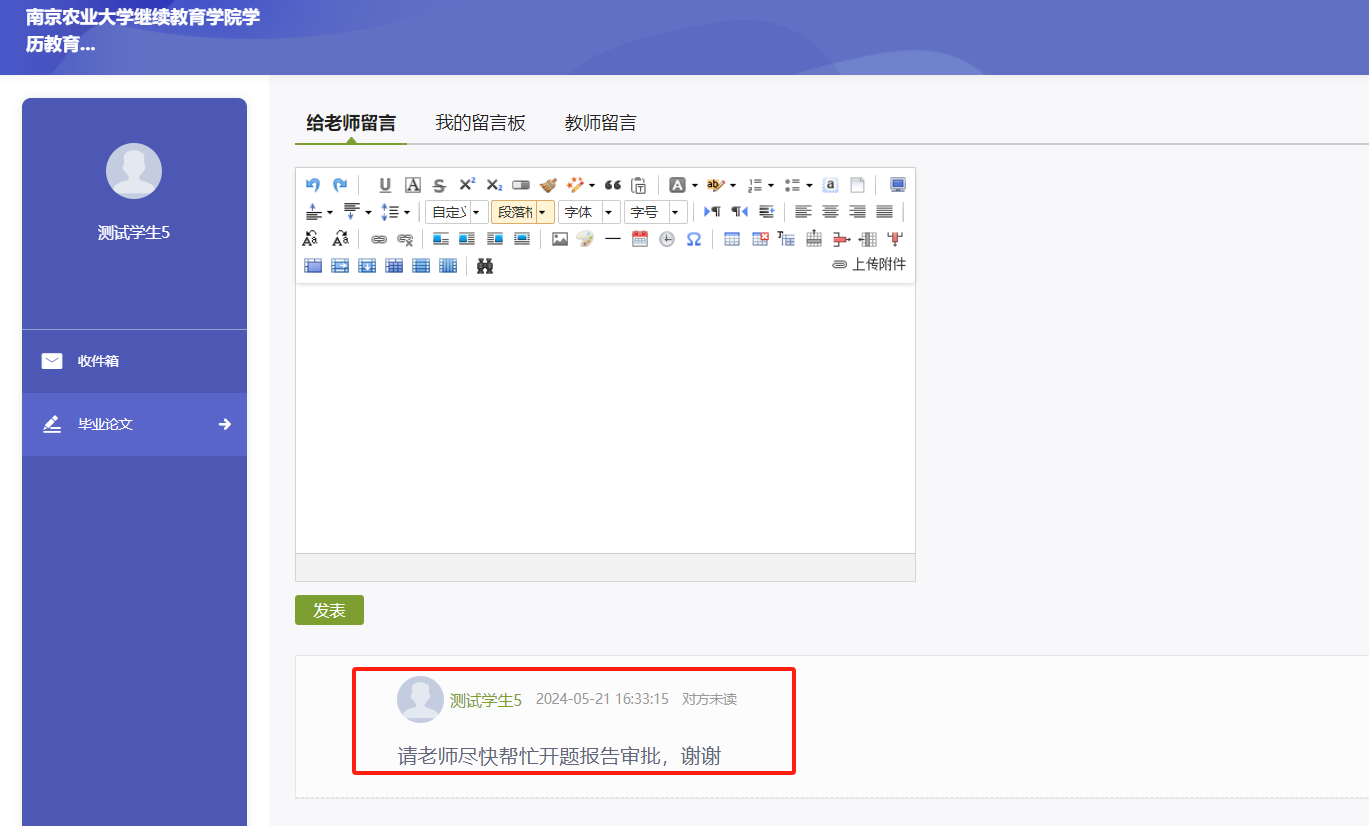 南京农业大学继续教育学院学
历教育...
测试学生5
收件箱
毕业论文
给老师留言 我的留言板 教师留言
自定义 段落格 字体 字号
上传附件
发表
测试学生5 2024-05-21 16:33:15 对方未读
请老师尽快帮忙开题报告审批，谢谢